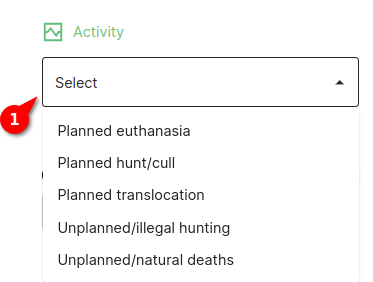 Activity
Select
1
Planned euthanasia
Planned hunt/cull
Planned translocation
Unplanned/illegal hunting
Unplanned/natural deaths